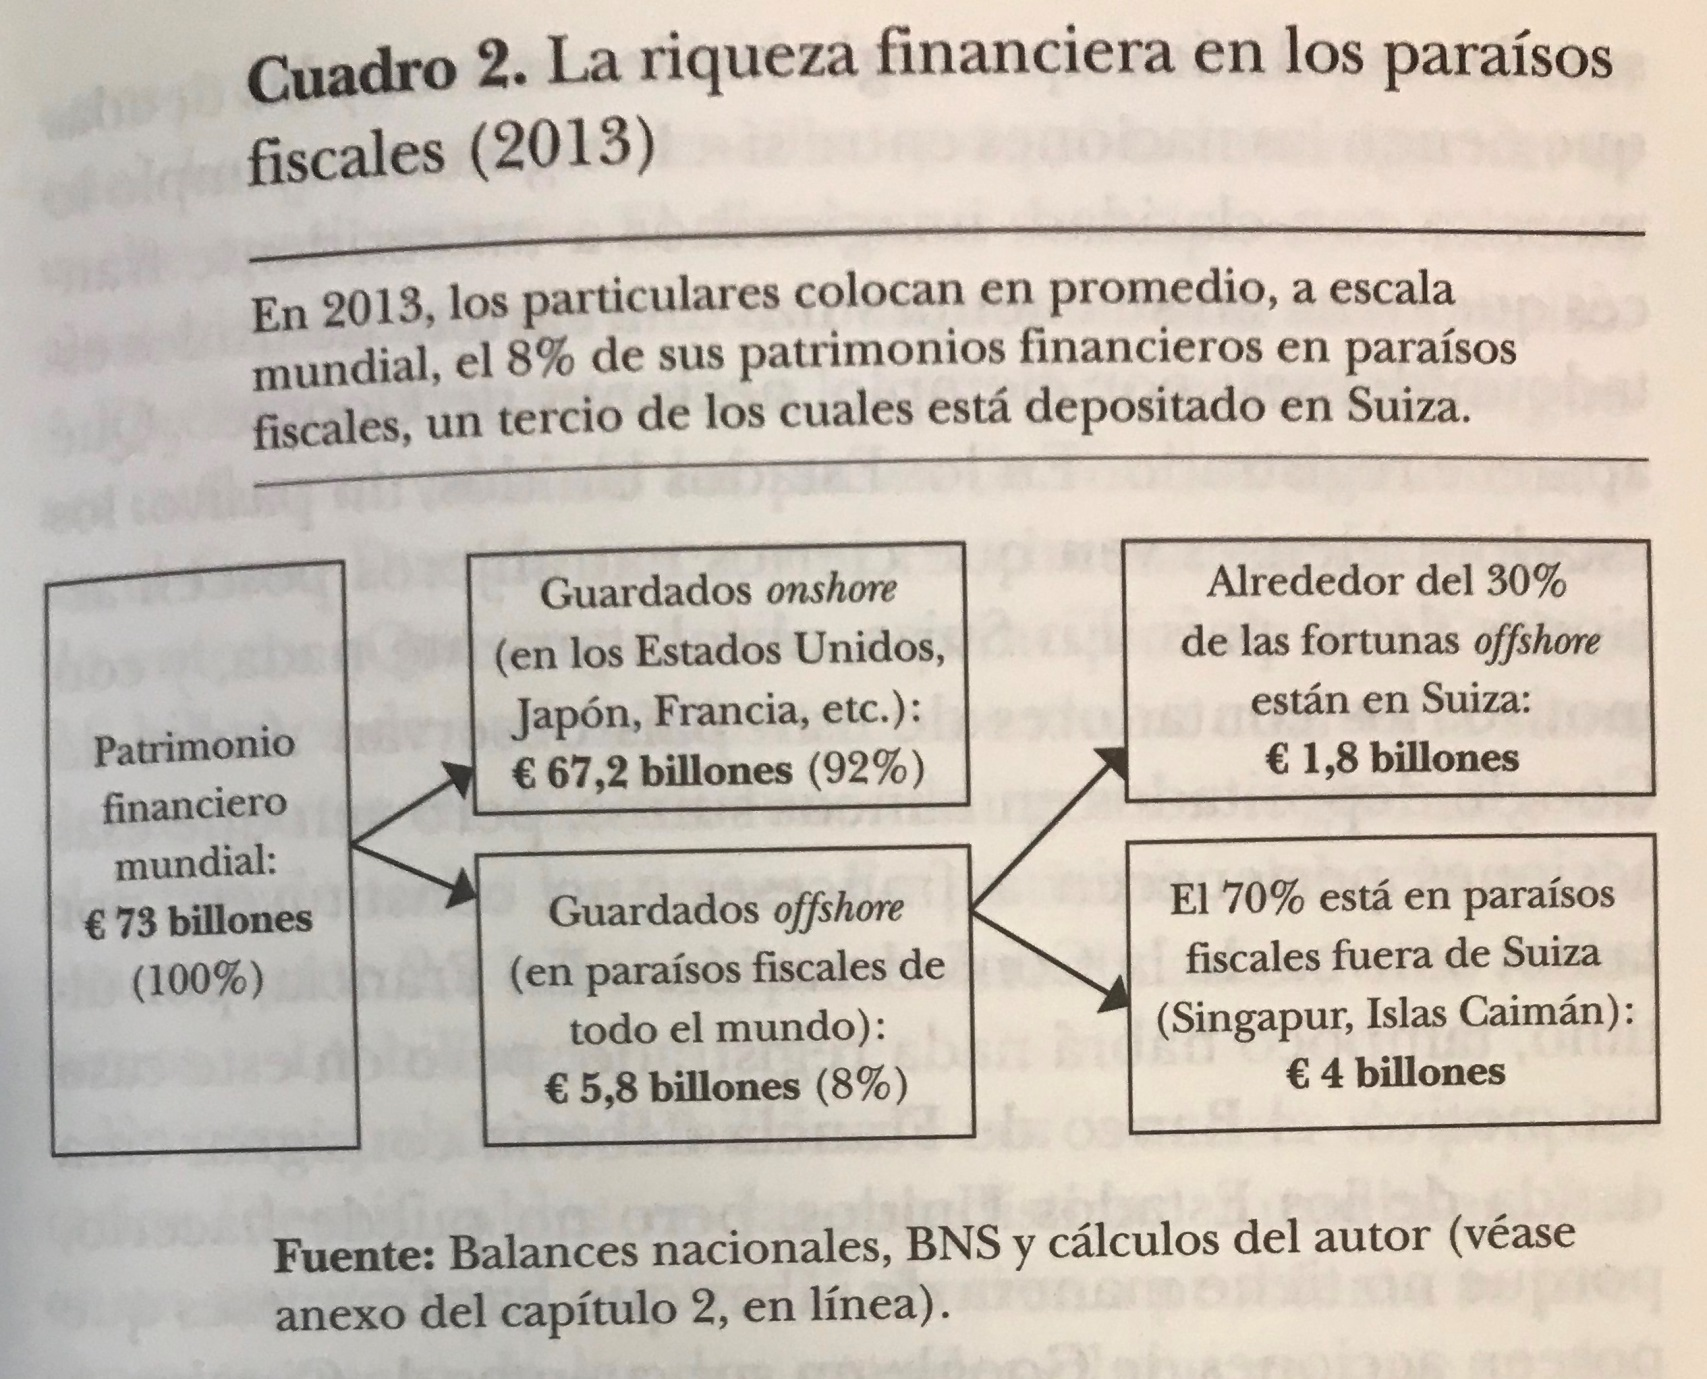 Cuadro 2. La riqueza financiera en los paraísos
fiscales (2013)
En 2013, los particulares colocan en promedio, a escala
mundial, el 8% de sus patrimonios financieros en paraísos
fiscales, un tercio de los cuales está depositado en Suiza.
Patrimonio
financiero
mundial:
€ 73 billones
(100%)
Guardados onshore
(en los Estados Unidos,
Japón, Francia, etc.):
€ 67,2 billones (92%)
Guardados offshore
(en paraísos fiscales de
todo el mundo):
€ 5,8 billones (8%)
Alrededor del 30%
de las fortunas offshore
están en Suiza:
€ 1,8 billones
El 70% está en paraísos
fiscales fuera de Suiza
(Singapur, Islas Caimán):
€ 4 billones
Fuente: Balances nacionales, BNS y cálculos del autor (véase
anexo del capítulo 2, en línea).